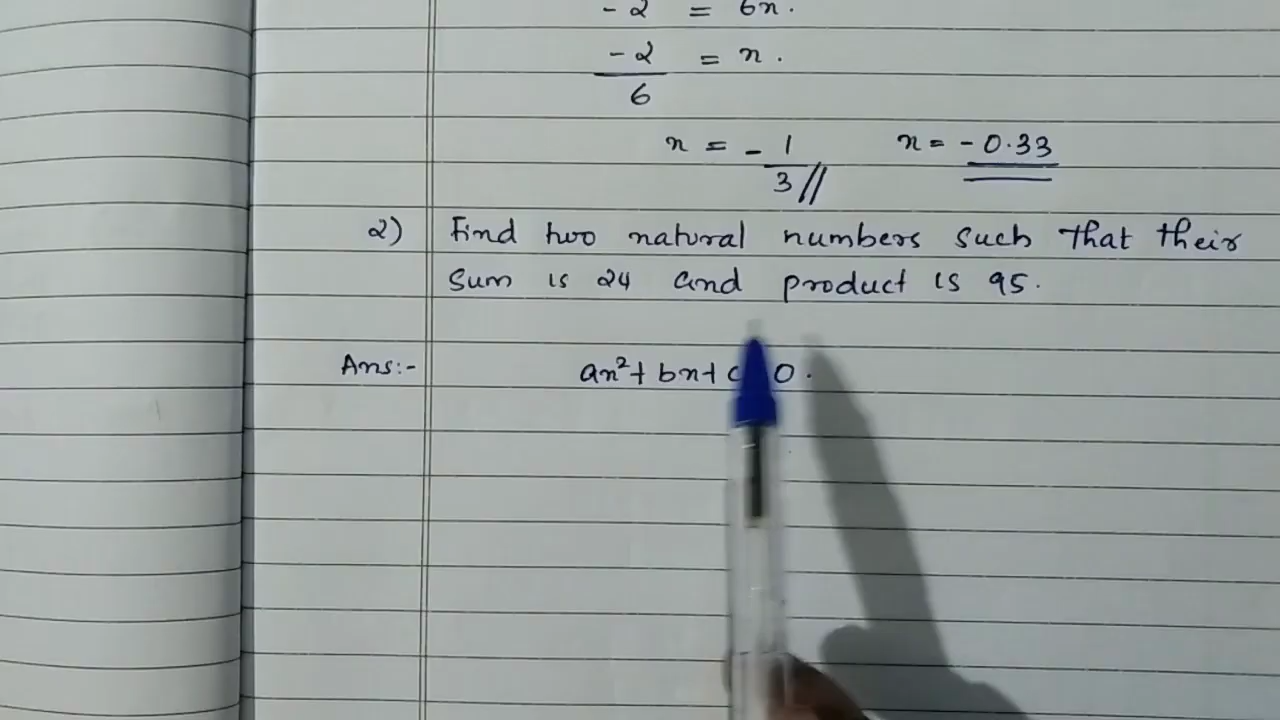 - 2 = 6x.
- 2 / 6 = x.
x = - 1 / 3 // x = - 0.33
2) Find two natural numbers such that their
sum is 24 and product is 95.
Ans:- ax² + bx + c 0.